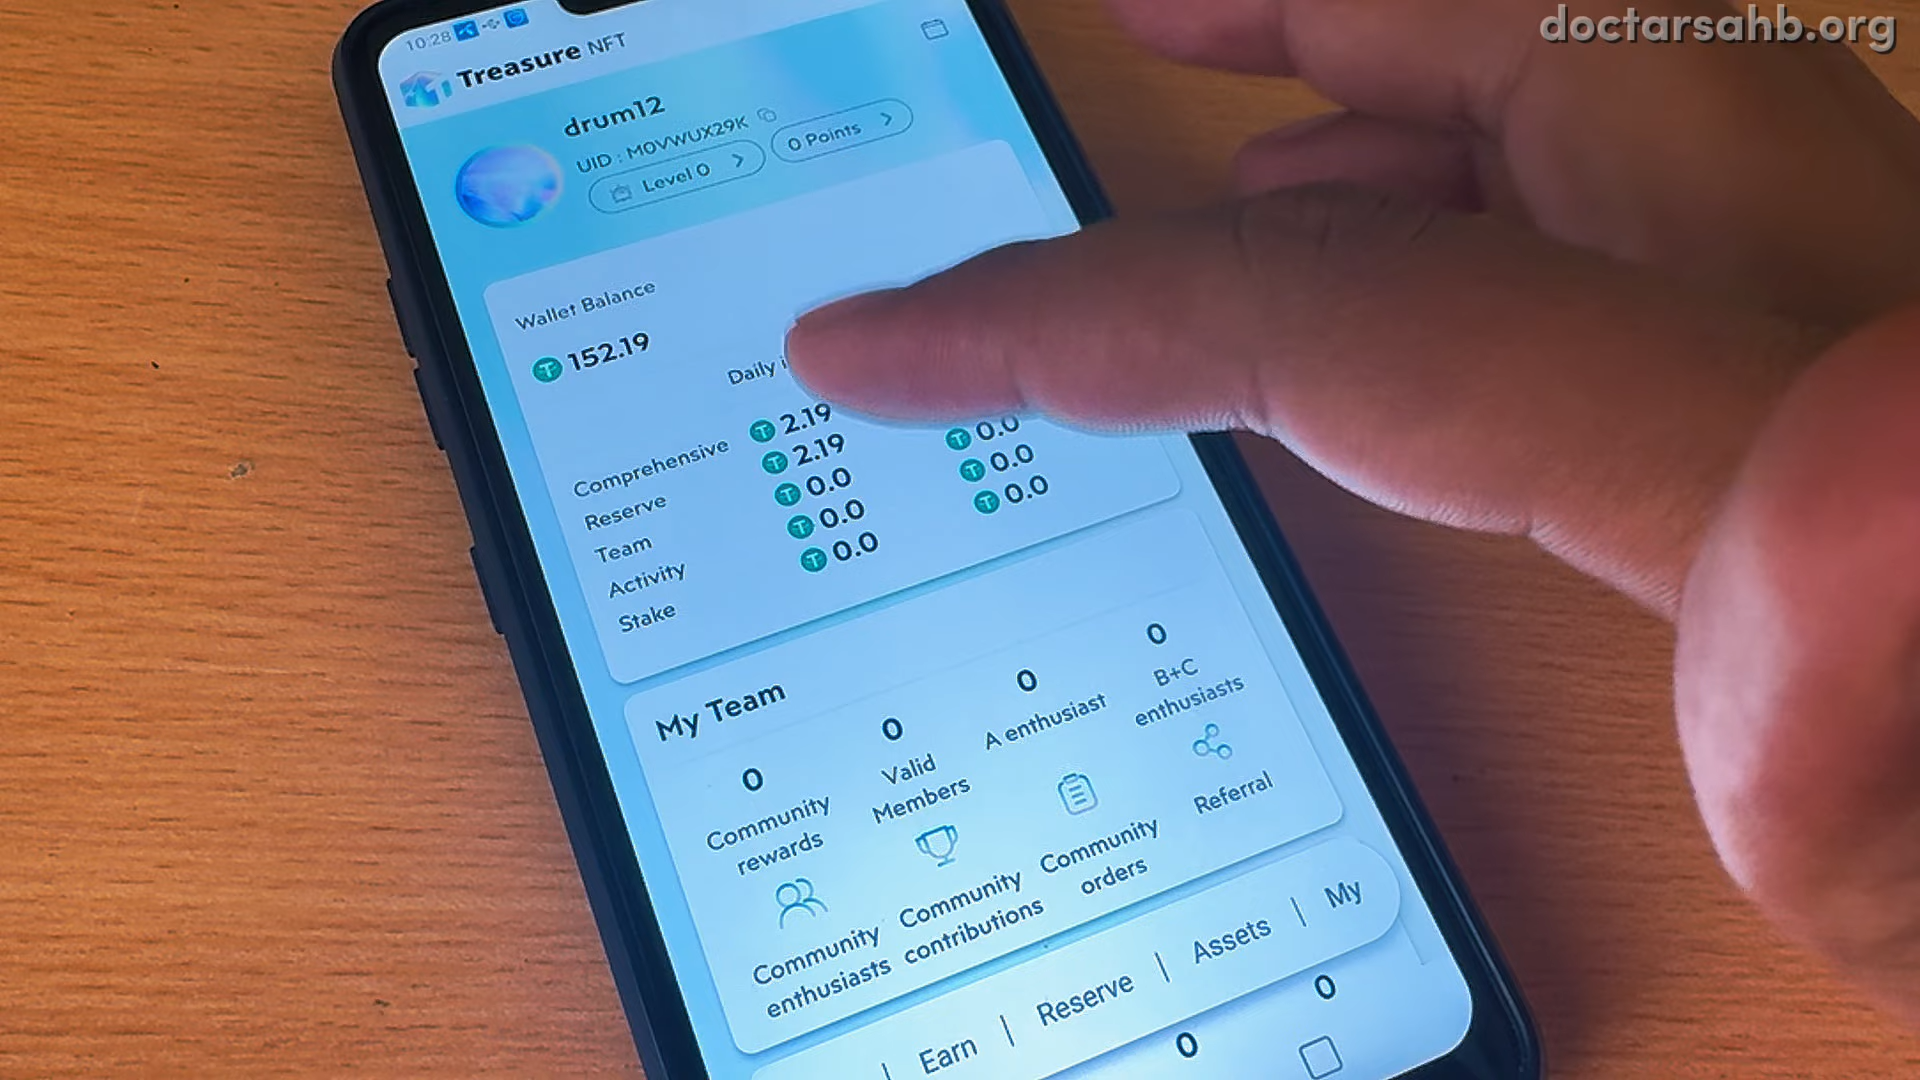 doctarsahb.org
10:28
Treasure NFT
drum12
UID : M0VWUX29K
Level 0 >
0 Points >
Wallet Balance
152.19
Daily
Comprehensive 2.19
Reserve 2.19 0.0
Team 0.0 0.0
Activity 0.0 0.0
Stake 0.0
My Team
0
Community
rewards
0
Valid
Members
0
A enthusiast
0
B+C
enthusiasts
Community
enthusiasts
Community
contributions
Community
orders
Referral
| Earn | Reserve | Assets | My
0
0